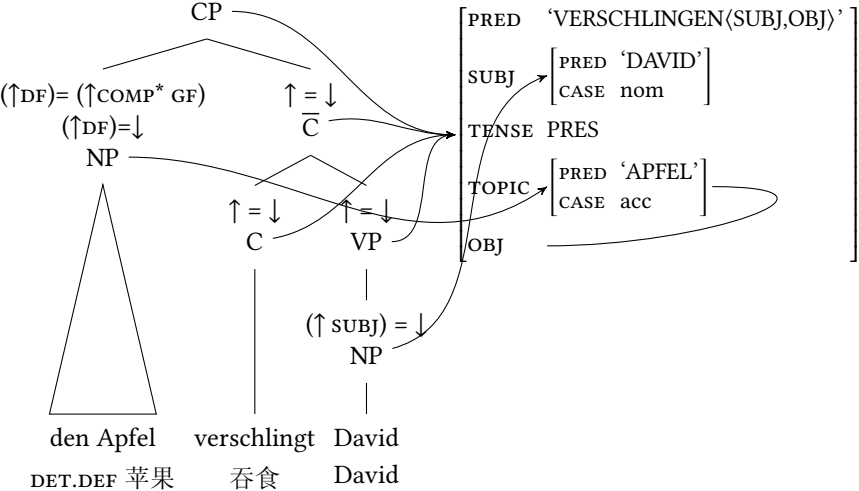 CP
(↑DF)= (↑COMP* GF)
(↑DF)=↓
NP
↑ = ↓
C̅
↑ = ↓
C
↑ = ↓
VP
(↑ SUBJ) = ↓
NP
den Apfel verschlingt David
DET.DEF 苹果 吞食 David
PRED ‘VERSCHLINGEN⟨SUBJ,OBJ⟩’
SUBJ
PRED ‘DAVID’
CASE nom
TENSE PRES
TOPIC
PRED ‘APFEL’
CASE acc
OBJ